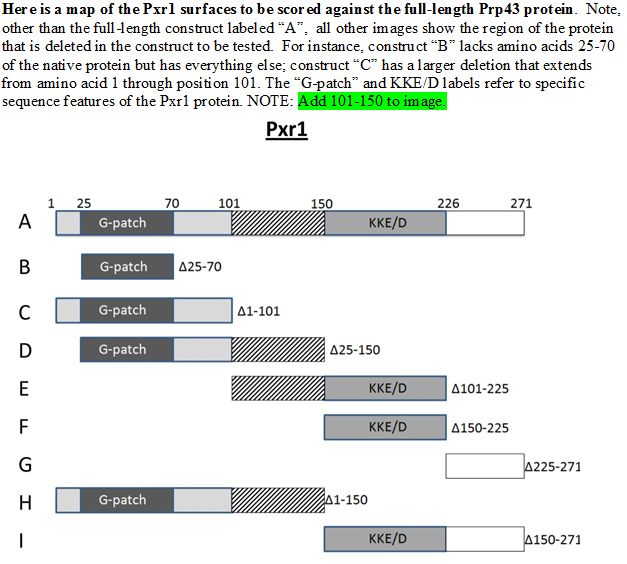 Here is a map of the Pxr1 surfaces to be scored against the full-length Prp43 protein. Note,
other than the full-length construct labeled “A”, all other images show the region of the protein
that is deleted in the construct to be tested. For instance, construct “B” lacks amino acids 25-70
of the native protein but has everything else; construct “C” has a larger deletion that extends
from amino acid 1 through position 101. The “G-patch” and KKE/D labels refer to specific
sequence features of the Pxr1 protein. NOTE: Add 101-150 to image.
Pxr1
1 25 70 101 150 226 271
A G-patch KKE/D
B G-patch Δ25-70
C G-patch Δ1-101
D G-patch Δ25-150
E KKE/D Δ101-225
F KKE/D Δ150-225
G Δ225-271
H G-patch Δ1-150
I KKE/D Δ150-271